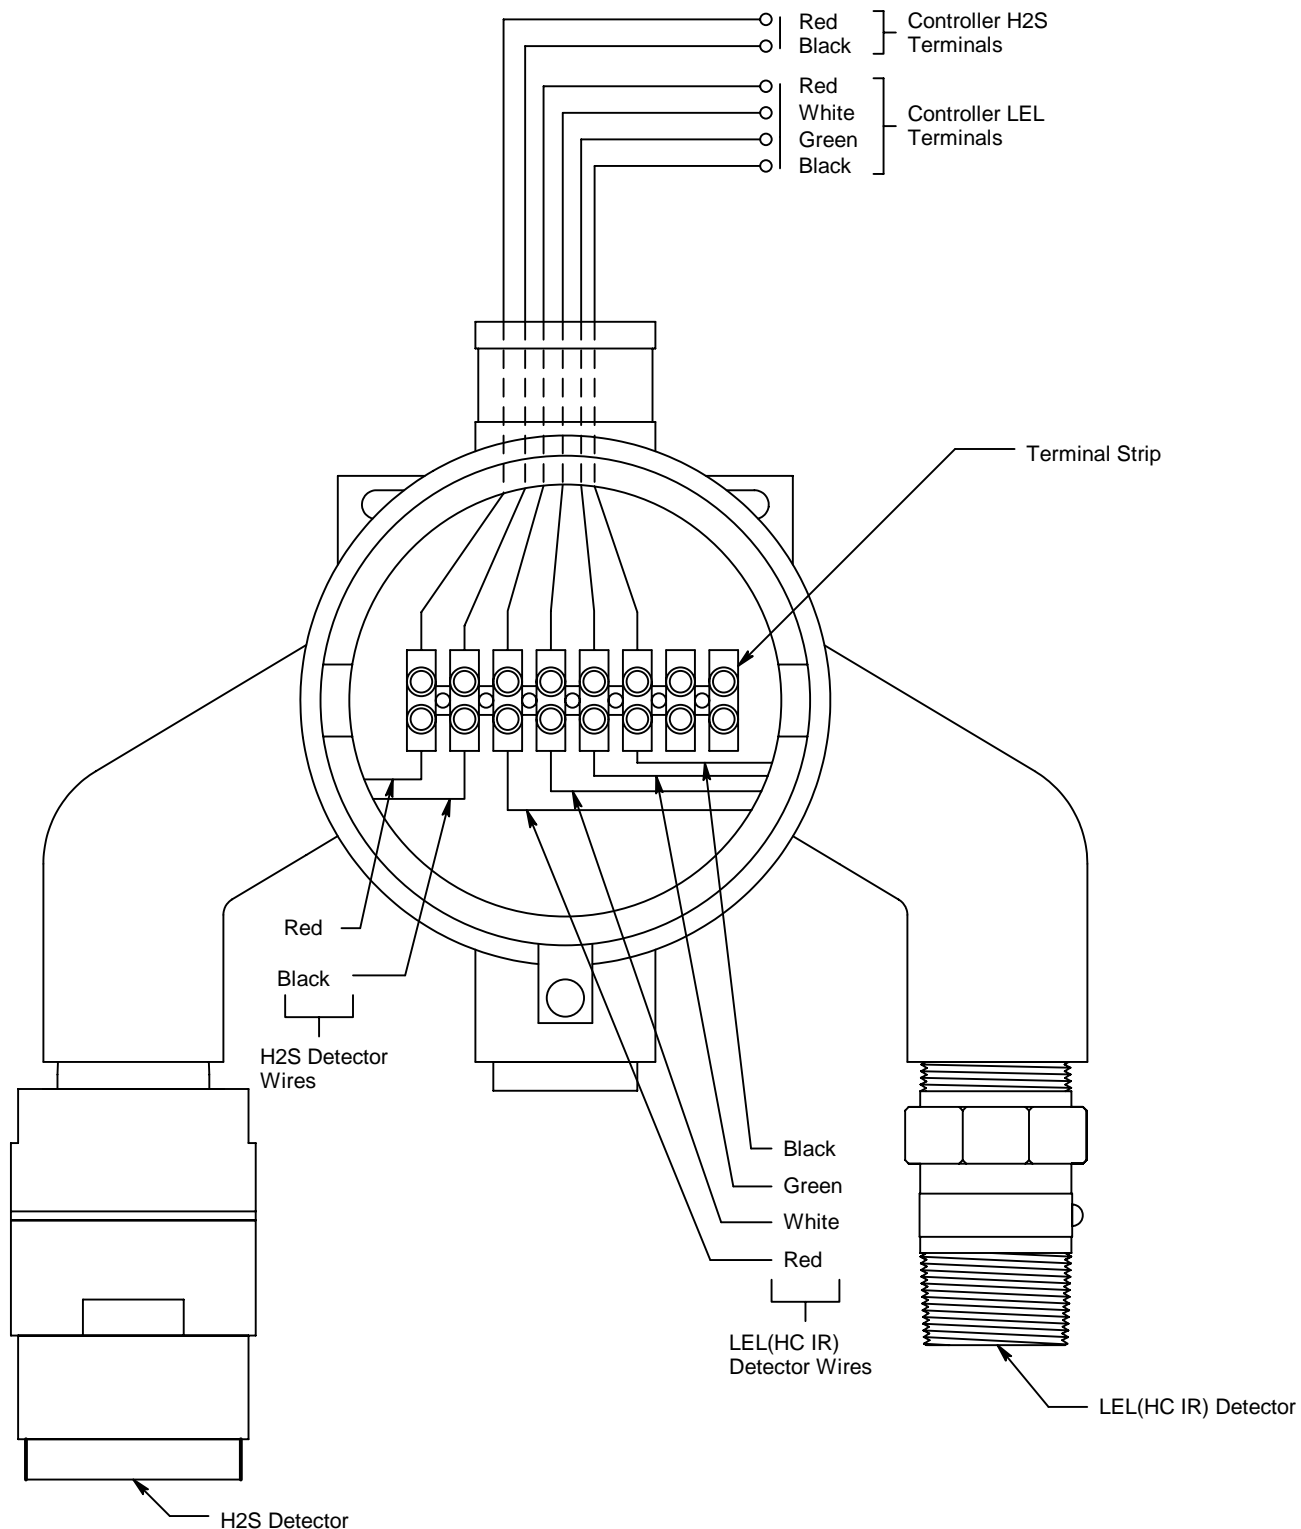 Red
Black
Controller H2S
Terminals
Red
White
Green
Black
Controller LEL
Terminals
Terminal Strip
Red
Black
H2S Detector
Wires
Black
Green
White
Red
LEL(HC IR)
Detector Wires
LEL(HC IR) Detector
H2S Detector